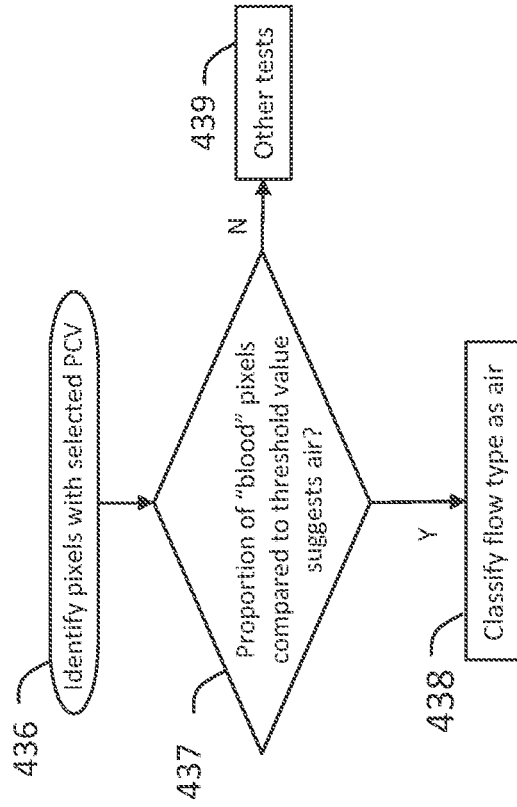 436
Identify pixels with selected PCV
437
Proportion of "blood" pixels
compared to threshold value
suggests air?
N
439
Other tests
Y
438
Classify flow type as air